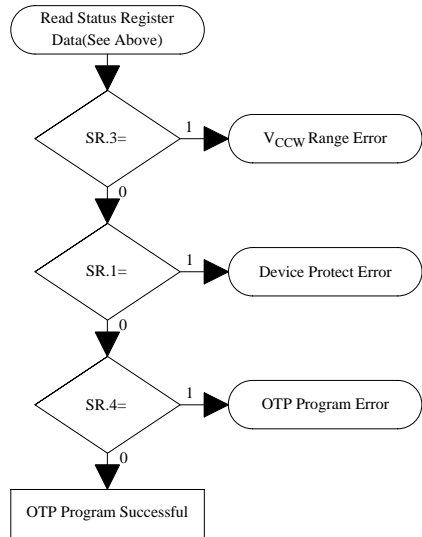 Read Status Register
Data(See Above)
SR.3=
1
VCCW Range Error
0
SR.1=
1
Device Protect Error
0
SR.4=
1
OTP Program Error
0
OTP Program Successful